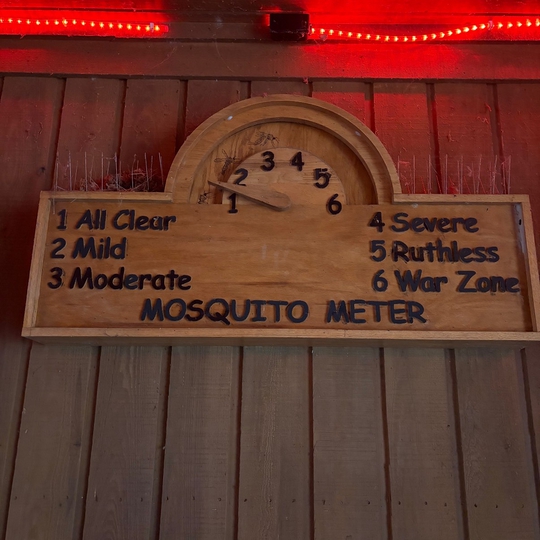 1 2 3 4 5 6
1 All Clear
2 Mild
3 Moderate
4 Severe
5 Ruthless
6 War Zone
MOSQUITO METER